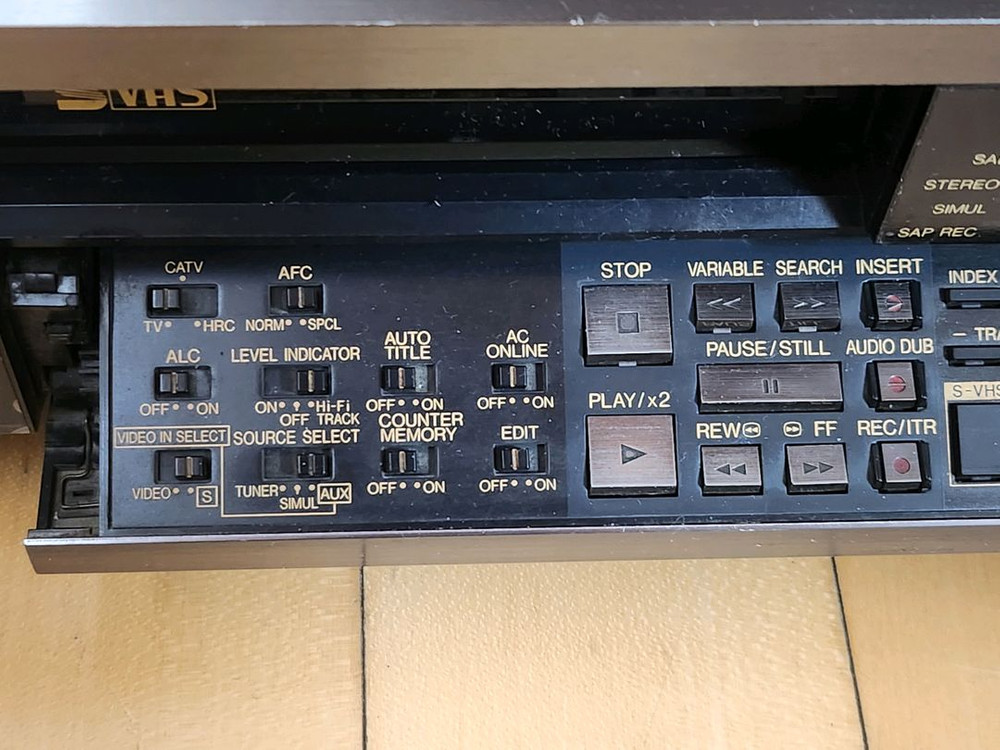 S VHS
STEREO
SIMUL
SAP REC
CATV
TV HRC
AFC
NORM SPCL
ALC
OFF ON
LEVEL INDICATOR
ON Hi-Fi
OFF TRACK
AUTO
TITLE
OFF ON
AC
ONLINE
OFF ON
VIDEO IN SELECT
VIDEO S
SOURCE SELECT
TUNER AUX
SIMUL
COUNTER
MEMORY
OFF ON
EDIT
OFF ON
STOP
VARIABLE SEARCH
INSERT
PAUSE/STILL
AUDIO DUB
PLAY/x2
REW FF
REC/ITR
INDEX
S-VHS